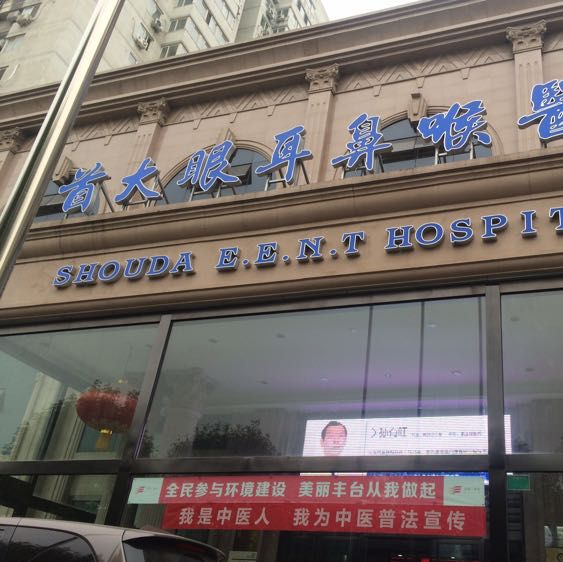 首大眼耳鼻喉醫
SHOUDA E.E.N.T HOSPIT
全民参与环境建设 美丽丰台从我做起
我是中医人 我为中医普法宣传